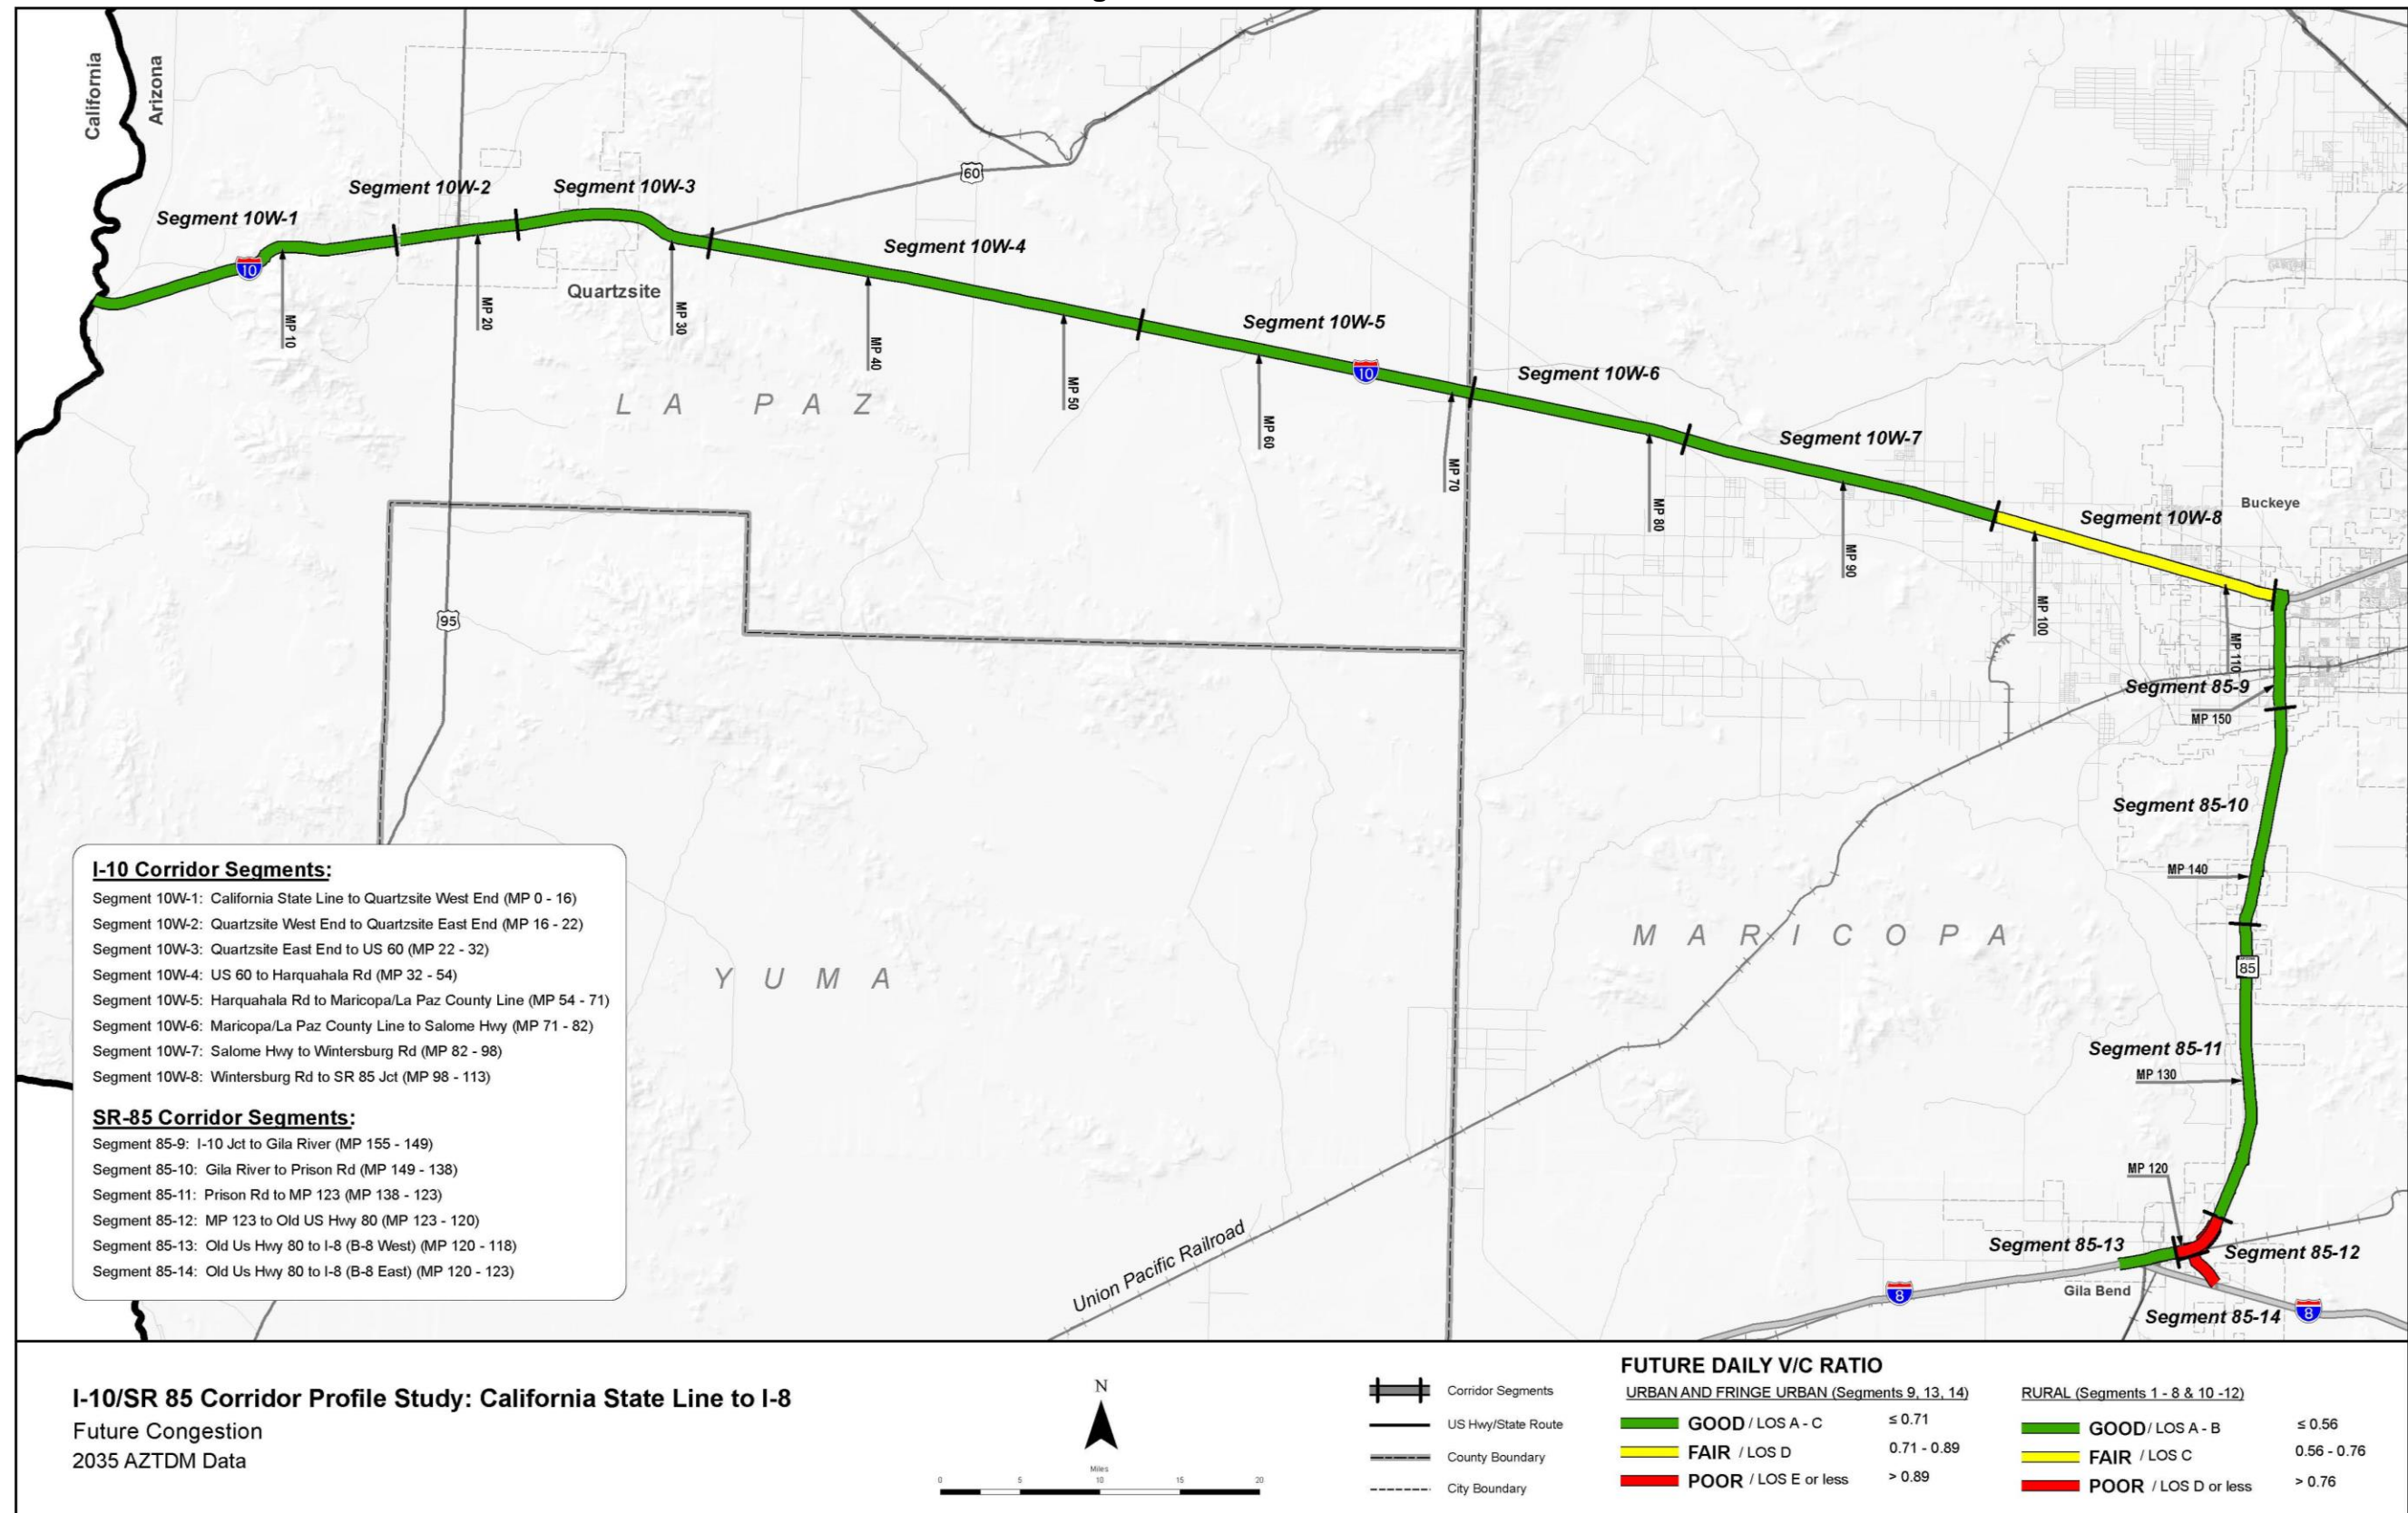 California
Arizona
Segment 10W-1
Segment 10W-2
Segment 10W-3
60
Segment 10W-4
10
Quartzsite
MP 10
MP 20
MP 30
MP 40
MP 50
Segment 10W-5
10
MP 60
MP 70
Segment 10W-6
MP 80
Segment 10W-7
MP 90
Segment 10W-8
Buckeye
MP 100
MP 110
LA PAZ
95
Segment 85-9
MP 150
Segment 85-10
MP 140
MARICOPA
85
YUMA
Segment 85-11
MP 130
MP 120
Segment 85-13
Segment 85-12
Gila Bend
8
Segment 85-14
8
Union Pacific Railroad
I-10 Corridor Segments:
Segment 10W-1: California State Line to Quartzsite West End (MP 0 - 16)
Segment 10W-2: Quartzsite West End to Quartzsite East End (MP 16 - 22)
Segment 10W-3: Quartzsite East End to US 60 (MP 22 - 32)
Segment 10W-4: US 60 to Harquahala Rd (MP 32 - 54)
Segment 10W-5: Harquahala Rd to Maricopa/La Paz County Line (MP 54 - 71)
Segment 10W-6: Maricopa/La Paz County Line to Salome Hwy (MP 71 - 82)
Segment 10W-7: Salome Hwy to Wintersburg Rd (MP 82 - 98)
Segment 10W-8: Wintersburg Rd to SR 85 Jct (MP 98 - 113)
SR-85 Corridor Segments:
Segment 85-9: I-10 Jct to Gila River (MP 155 - 149)
Segment 85-10: Gila River to Prison Rd (MP 149 - 138)
Segment 85-11: Prison Rd to MP 123 (MP 138 - 123)
Segment 85-12: MP 123 to Old US Hwy 80 (MP 123 - 120)
Segment 85-13: Old Us Hwy 80 to I-8 (B-8 West) (MP 120 - 118)
Segment 85-14: Old Us Hwy 80 to I-8 (B-8 East) (MP 120 - 123)
I-10/SR 85 Corridor Profile Study: California State Line to I-8
Future Congestion
2035 AZTDM Data
N
Miles
0 5 10 15 20
Corridor Segments
US Hwy/State Route
County Boundary
City Boundary
FUTURE DAILY V/C RATIO
URBAN AND FRINGE URBAN (Segments 9, 13, 14)
GOOD / LOS A - C ≤ 0.71
FAIR / LOS D 0.71 - 0.89
POOR / LOS E or less > 0.89
RURAL (Segments 1 - 8 & 10 -12)
GOOD / LOS A - B ≤ 0.56
FAIR / LOS C 0.56 - 0.76
POOR / LOS D or less > 0.76